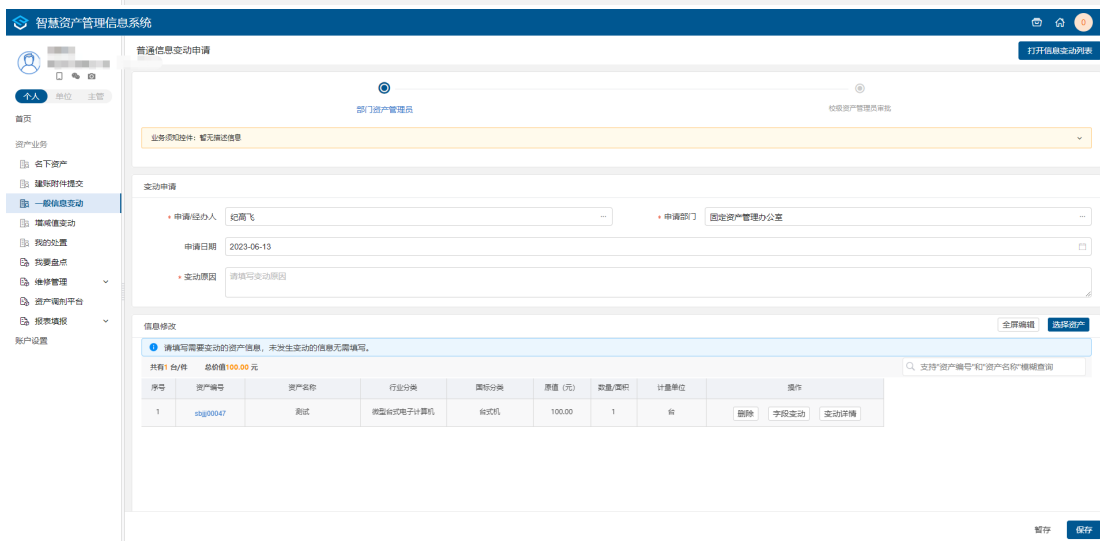 智慧资产管理信息系统
0
普通信息变动申请
打开信息变动列表
个人 单位 主管
首页
资产业务
名下资产
建账附件提交
一般信息变动
增减值变动
我的处置
我要盘点
维修管理
资产调剂平台
报表填报
账户设置
部门资产管理员
校级资产管理员审批
业务须知控件：暂无描述信息
变动申请
* 申请/经办人 纪高飞 ...
* 申请部门 固定资产管理办公室 ...
申请日期 2023-06-13
* 变动原因 请填写变动原因
信息修改
全屏编辑 选择资产
请填写需要变动的资产信息，未发生变动的信息无需填写。
共有1 台/件 总价值100.00 元
支持"资产编号"和"资产名称"模糊查询
序号 资产编号 资产名称 行业分类 国标分类 原值（元） 数量/面积 计量单位 操作
1 sbjj00047 测试 微型台式电子计算机 台式机 100.00 1 台 删除 字段变动 变动详情
暂存 保存